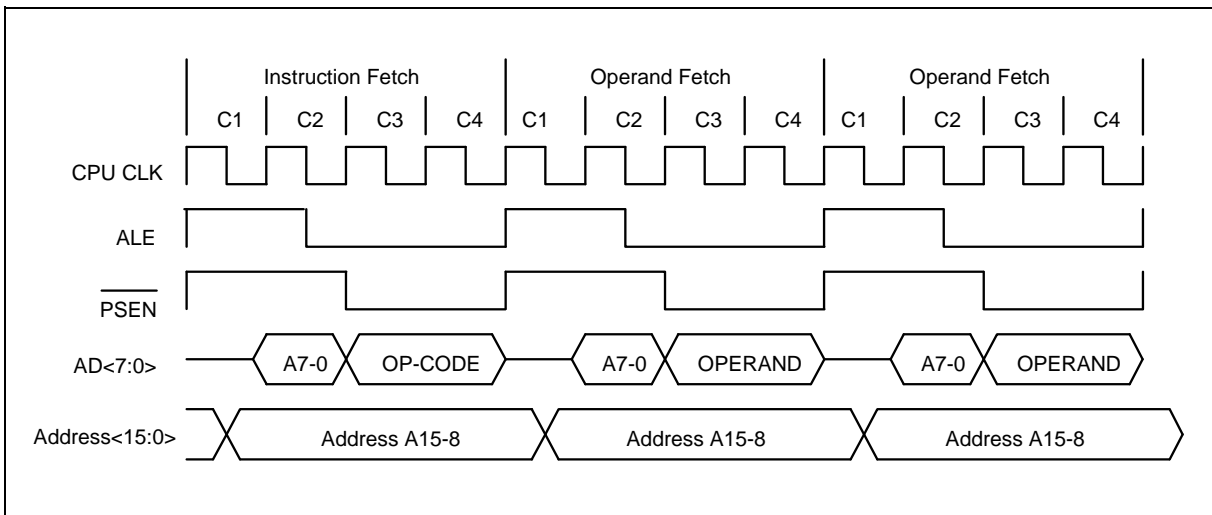 Instruction Fetch Operand Fetch Operand Fetch
C1 C2 C3 C4 C1 C2 C3 C4 C1 C2 C3 C4
CPU CLK
ALE
PSEN
AD<7:0> A7-0 OP-CODE A7-0 OPERAND A7-0 OPERAND
Address<15:0> Address A15-8 Address A15-8 Address A15-8